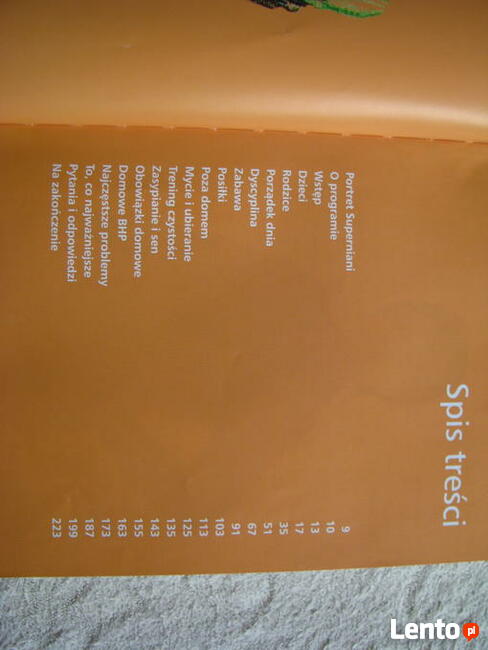 Spis treści
Portret Superniani 9
O programie 10
Wstęp 13
Dzieci 17
Rodzice 35
Porządek dnia 51
Dyscyplina 67
Zabawa 91
Posiłki 103
Poza domem 113
Mycie i ubieranie 125
Trening czystości 135
Zasypianie i sen 143
Obowiązki domowe 155
Domowe BHP 163
Najczęstsze problemy 173
To, co najważniejsze 187
Pytania i odpowiedzi 199
Na zakończenie 223
Lento pl